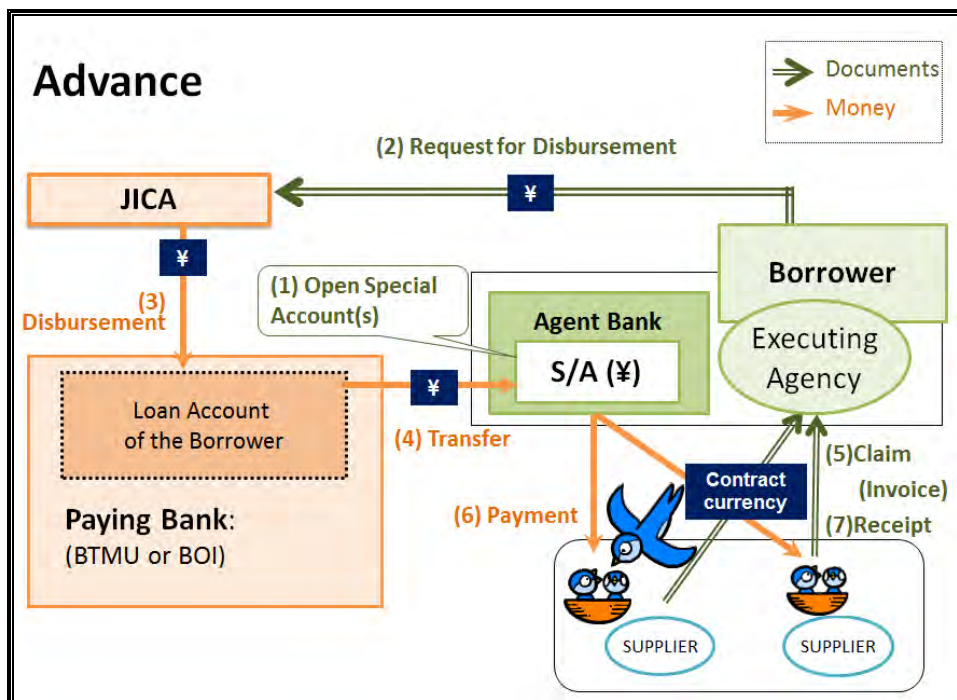 Advance
Documents
Money
(2) Request for Disbursement
¥
JICA
¥
(3)
Disbursement
(1) Open Special
Account(s)
Borrower
Executing
Agency
Agent Bank
S/A (¥)
¥
(4) Transfer
Loan Account
of the Borrower
Paying Bank:
(BTMU or BOI)
(5)Claim
(Invoice)
(7)Receipt
Contract
currency
(6) Payment
SUPPLIER
SUPPLIER